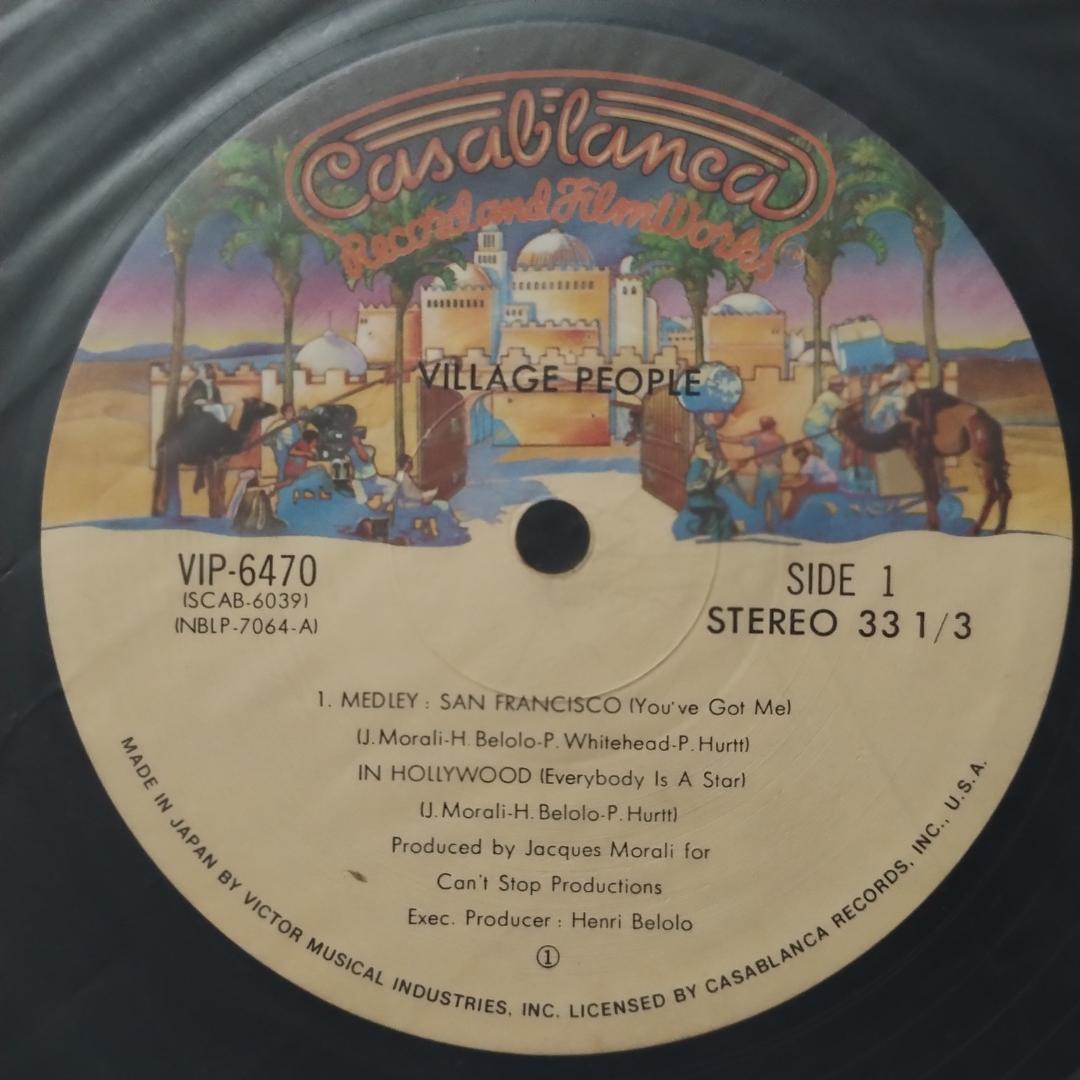 Casablanca
Record and FilmWorks
VILLAGE PEOPLE
VIP-6470
(SCAB-6039)
(NBLP-7064-A)
SIDE 1
STEREO 33 1/3
1. MEDLEY : SAN FRANCISCO (You've Got Me)
(J. Morali-H. Belolo-P. Whitehead-P. Hurtt)
IN HOLLYWOOD (Everybody Is A Star)
(J. Morali-H. Belolo-P. Hurtt)
Produced by Jacques Morali for
Can't Stop Productions
Exec. Producer : Henri Belolo
①
MADE IN JAPAN BY VICTOR MUSICAL INDUSTRIES, INC. LICENSED BY CASABLANCA RECORDS, INC., U.S.A.